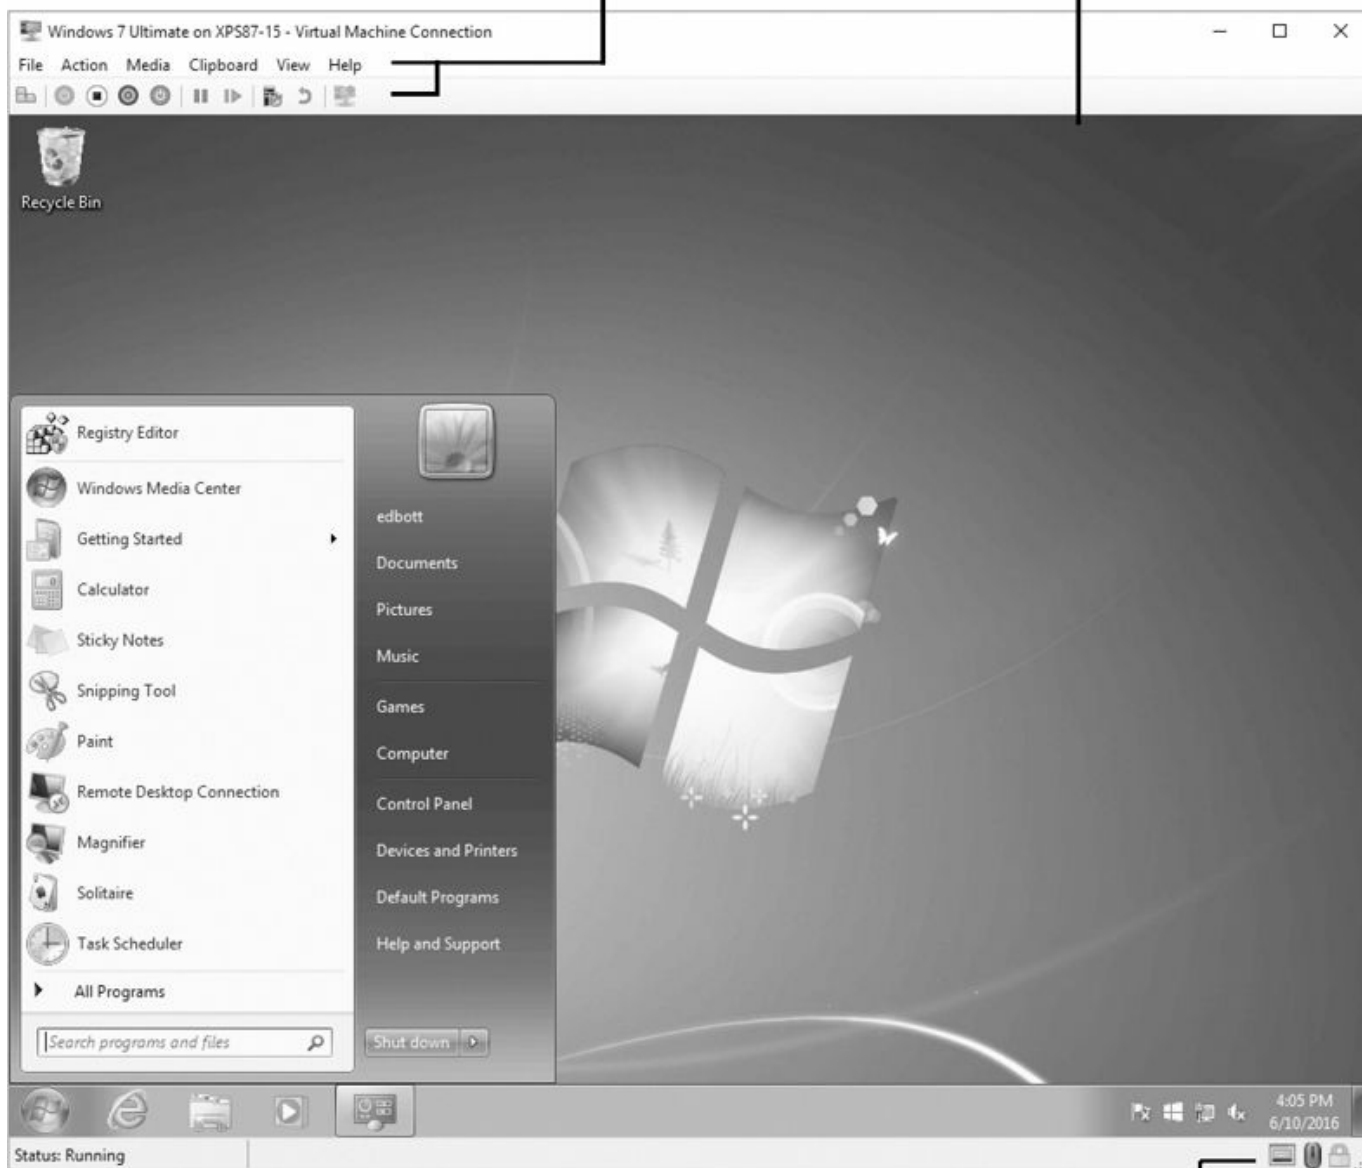 Windows 7 Ultimate on XPS87-15 - Virtual Machine Connection
File Action Media Clipboard View Help
Recycle Bin
Registry Editor
Windows Media Center
Getting Started
Calculator
Sticky Notes
Snipping Tool
Paint
Remote Desktop Connection
Magnifier
Solitaire
Task Scheduler
All Programs
Search programs and files
edbott
Documents
Pictures
Music
Games
Computer
Control Panel
Devices and Printers
Default Programs
Help and Support
Shut down
4:05 PM
6/10/2016
Status: Running